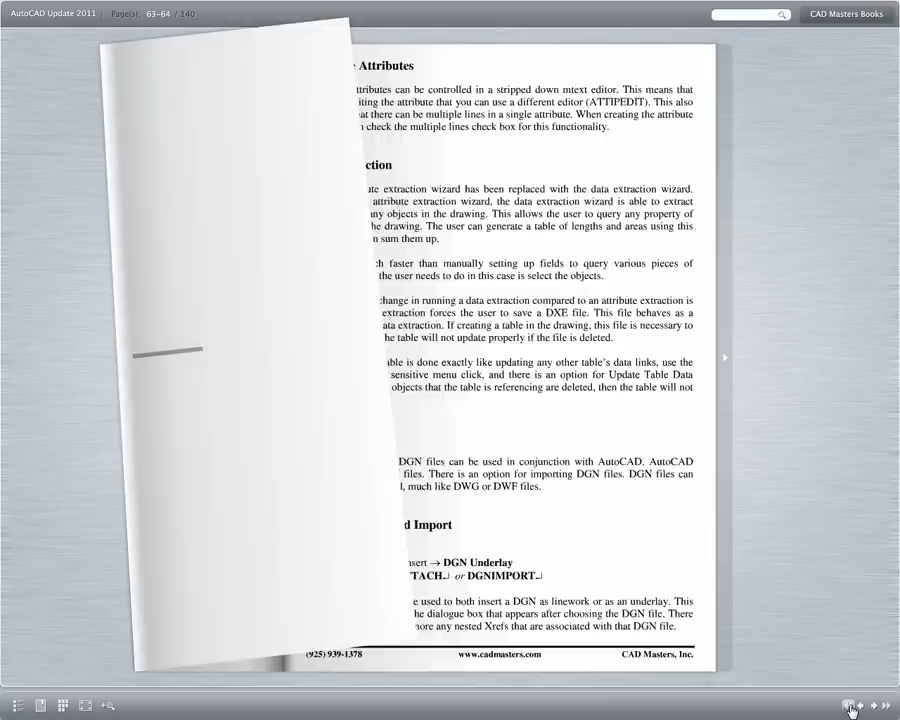 AutoCAD Update 2011 Page(s): 63-64 / 140 CAD Masters Books
Attributes
ttributes can be controlled in a stripped down mtext editor. This means that
iting the attribute that you can use a different editor (ATTIPEDIT). This also
at there can be multiple lines in a single attribute. When creating the attribute
check the multiple lines check box for this functionality.
ction
ute extraction wizard has been replaced with the data extraction wizard.
attribute extraction wizard, the data extraction wizard is able to extract
any objects in the drawing. This allows the user to query any property of
he drawing. The user can generate a table of lengths and areas using this
n sum them up.
ch faster than manually setting up fields to query various pieces of
the user needs to do in this case is select the objects.
change in running a data extraction compared to an attribute extraction is
extraction forces the user to save a DXE file. This file behaves as a
ata extraction. If creating a table in the drawing, this file is necessary to
he table will not update properly if the file is deleted.
able is done exactly like updating any other table's data links, use the
sensitive menu click, and there is an option for Update Table Data
objects that the table is referencing are deleted, then the table will not
DGN files can be used in conjunction with AutoCAD. AutoCAD
files. There is an option for importing DGN files. DGN files can
, much like DWG or DWF files.
d Import
nsert → DGN Underlay
TACH↵ or DGNIMPORT↵
e used to both insert a DGN as linework or as an underlay. This
he dialogue box that appears after choosing the DGN file. There
more any nested Xrefs that are associated with that DGN file.
(925) 939-1378 www.cadmasters.com CAD Masters, Inc.